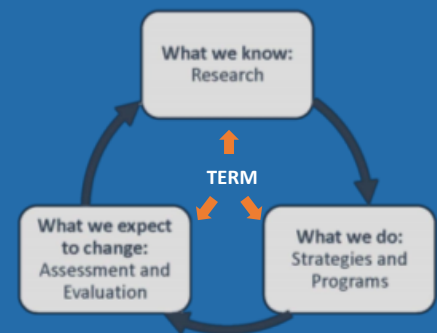 What we know:
Research
TERM
What we expect
to change:
Assessment and
Evaluation
What we do:
Strategies and
Programs